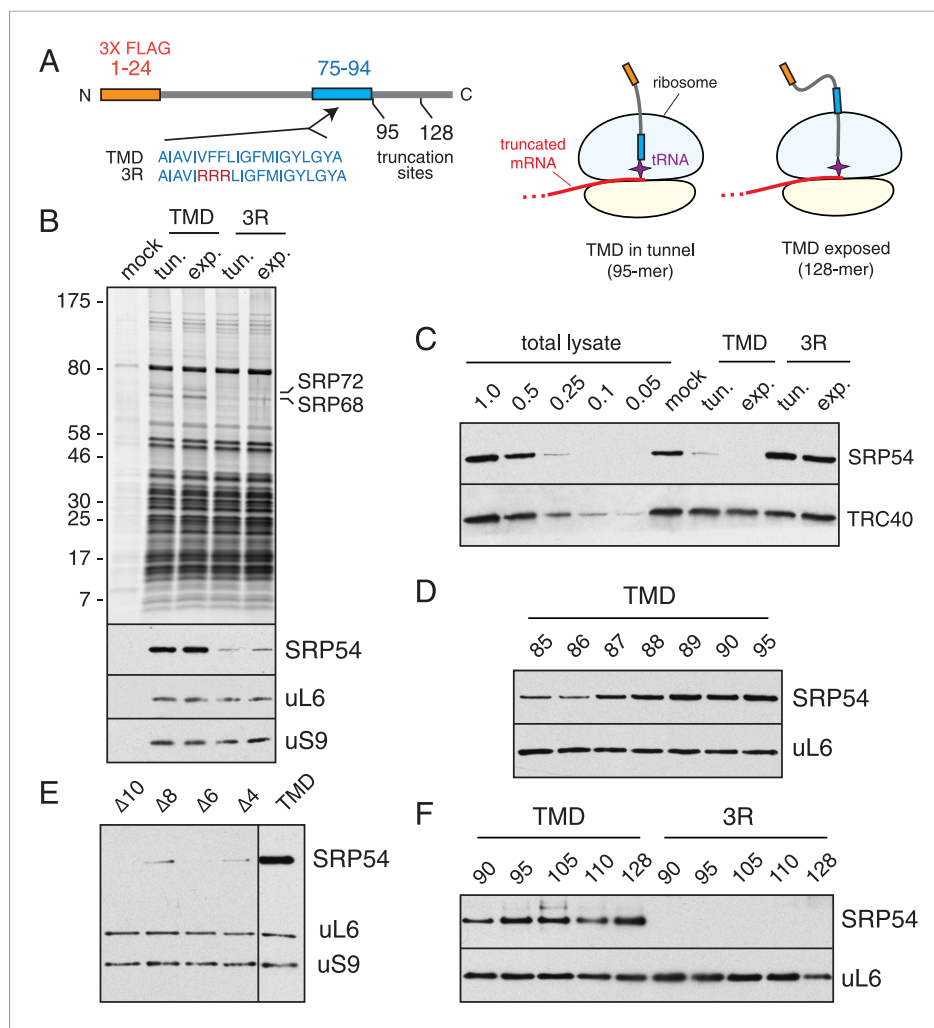 A
3X FLAG
1-24
75-94
N
C
95
128
TMD AIAVIVFFLIGFMIGYLGYA
3R AIAVIRRRLIGFMIGYLGYA
truncation
sites
ribosome
truncated
mRNA
tRNA
TMD in tunnel
(95-mer)
TMD exposed
(128-mer)
B
TMD 3R
mock tun. exp. tun. exp.
175 -
80 -
58 -
46 -
30 -
25 -
17 -
7 -
SRP72
SRP68
SRP54
uL6
uS9
C
total lysate TMD 3R
1.0 0.5 0.25 0.1 0.05 mock tun. exp. tun. exp.
SRP54
TRC40
D
TMD
85 86 87 88 89 90 95
SRP54
uL6
E
Δ10 Δ8 Δ6 Δ4 TMD
SRP54
uL6
uS9
F
TMD 3R
90 95 105 110 128 90 95 105 110 128
SRP54
uL6